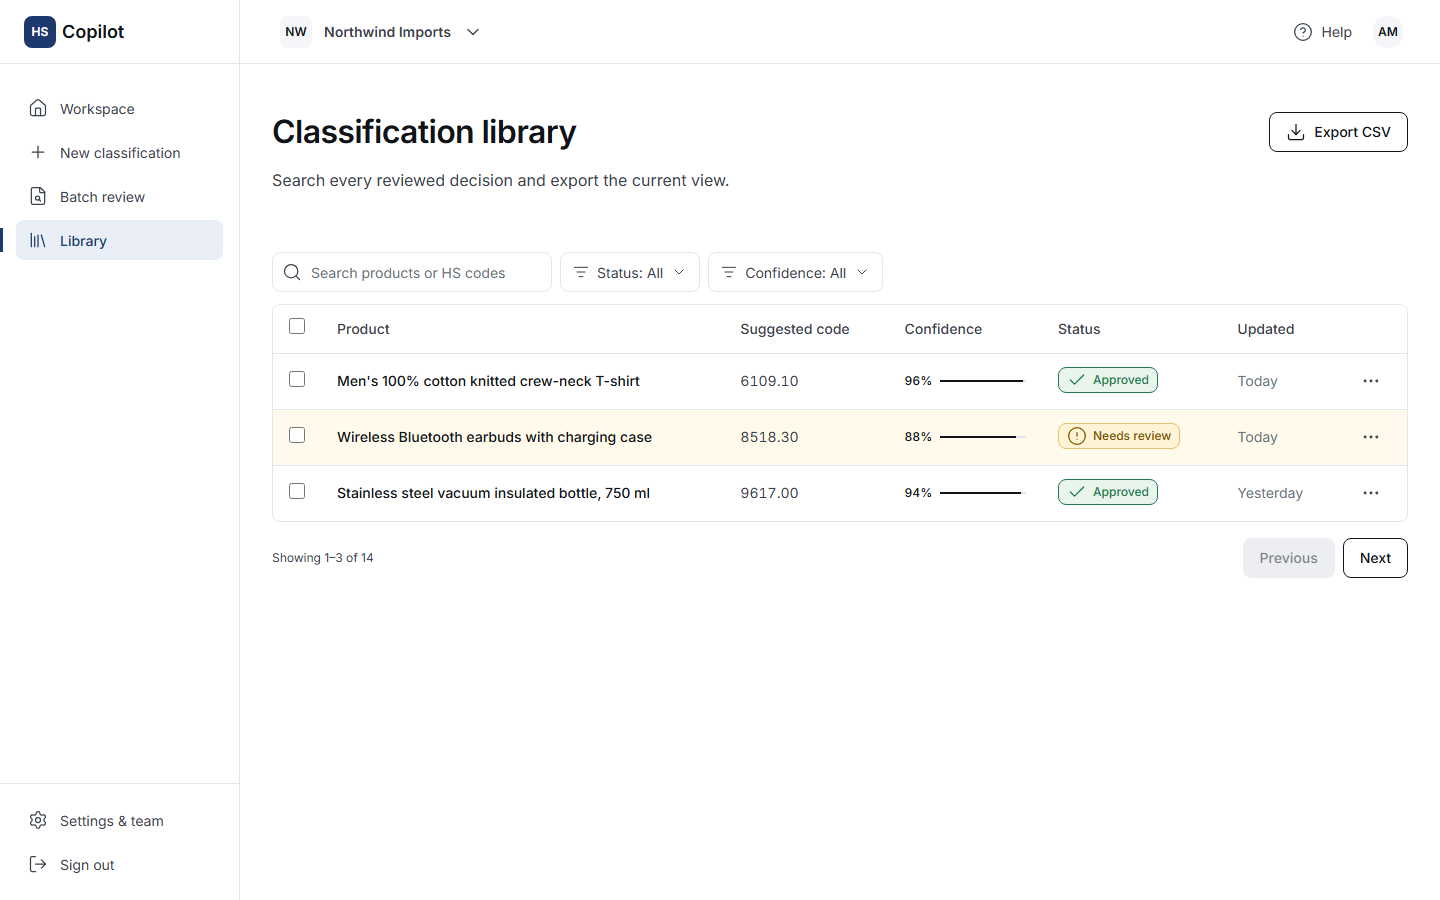 HS Copilot
NW Northwind Imports
Help AM
Workspace
New classification
Batch review
Library
Settings & team
Sign out
Classification library
Export CSV
Search every reviewed decision and export the current view.
Search products or HS codes
Status: All
Confidence: All
Product Suggested code Confidence Status Updated
Men's 100% cotton knitted crew-neck T-shirt 6109.10 96% Approved Today
Wireless Bluetooth earbuds with charging case 8518.30 88% Needs review Today
Stainless steel vacuum insulated bottle, 750 ml 9617.00 94% Approved Yesterday
Showing 1–3 of 14
Previous Next